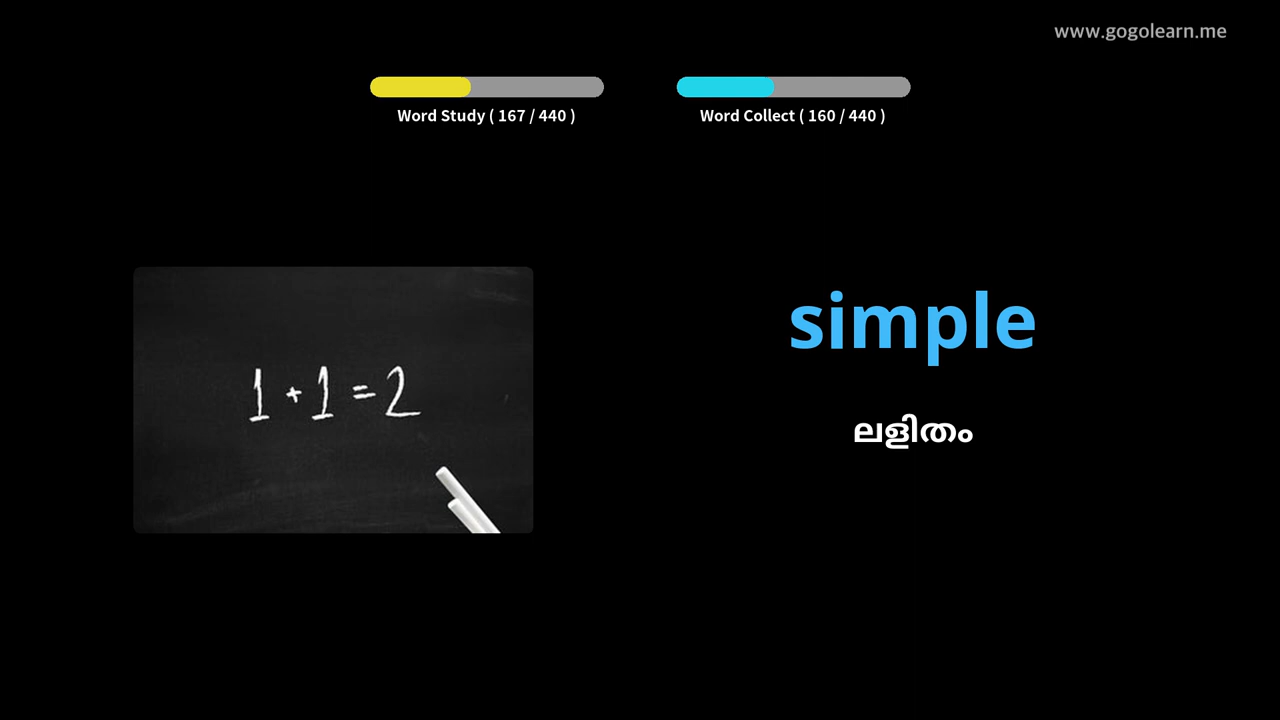 www.gogolearn.me
Word Study ( 167 / 440 )
Word Collect ( 160 / 440 )
1 + 1 = 2
simple
ലളിതം